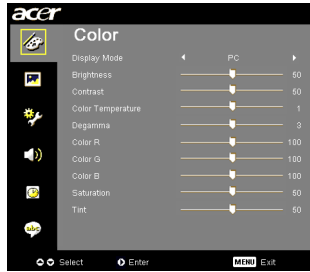 acer
Color
Display Mode PC
Brightness 50
Contrast 50
Color Temperature 1
Degamma 3
Color R 100
Color G 100
Color B 100
Saturation 50
Tint 50
abc
Select Enter MENU Exit